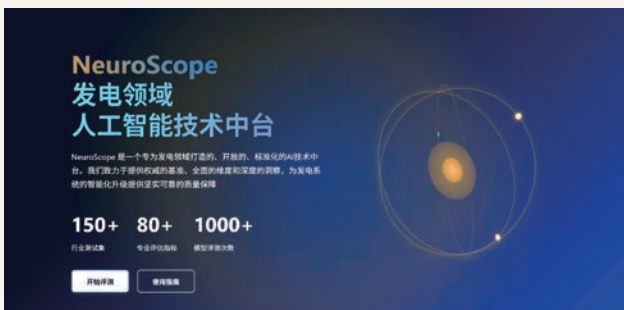 NeuroScope
发电领域
人工智能技术中台
NeuroScope 是一个专为发电领域打造的、开放的、标准化的AI技术中
台。我们致力于提供权威的基准、全面的维度和深度的洞察，为发电系
统的智能化升级提供坚实可靠的质量保障
150+ 80+ 1000+
行业测试集 专业评估指标 模型评测次数
开始评测 使用指南